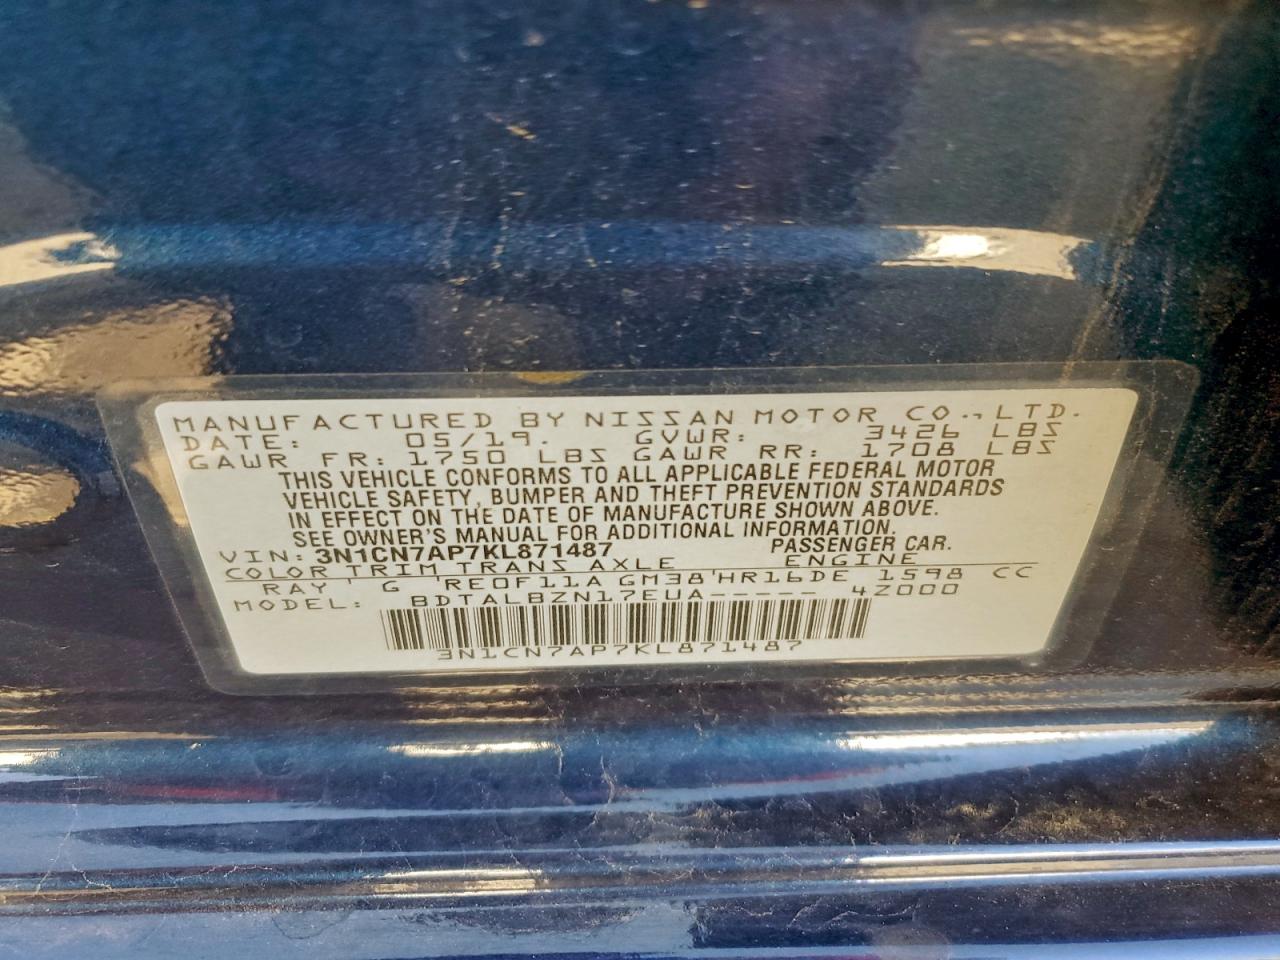 MANUFACTURED BY NISSAN MOTOR CO., LTD.
DATE: 05/19. GVWR: 3426 LBS
GAWR FR: 1750 LBS GAWR RR: 1708 LBS
THIS VEHICLE CONFORMS TO ALL APPLICABLE FEDERAL MOTOR
VEHICLE SAFETY, BUMPER AND THEFT PREVENTION STANDARDS
IN EFFECT ON THE DATE OF MANUFACTURE SHOWN ABOVE.
SEE OWNER'S MANUAL FOR ADDITIONAL INFORMATION.
VIN: 3N1CN7AP7KL871487 PASSENGER CAR.
COLOR TRIM TRANS AXLE ENGINE
RAY G RE0F11A GM38 HR16DE 1598 CC
MODEL: BDTALBZN17EUA----- 4Z000
3N1CN7AP7KL871487